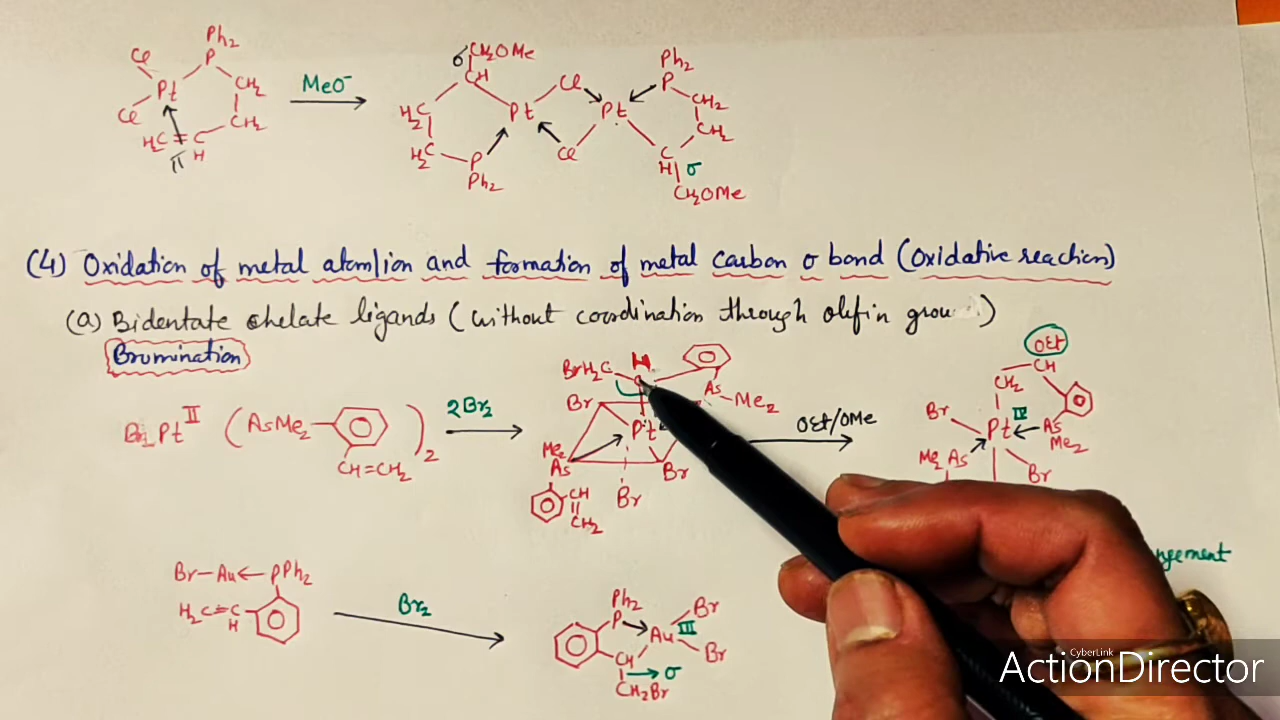 Ph₂
Cl P
Pt CH₂
Cl CH₂
H₂C=C
π H
MeO⁻
σ CH₂OMe
CH Cl
H₂C Pt Pt
H₂C P Cl
Ph₂
Ph₂
P CH₂
CH₂
C
H σ
CH₂OMe
(4) Oxidation of metal atom/ion and formation of metal carbon σ bond (Oxidative reaction)
(a) Bidentate chelate ligands (without coordination through olifin )
Bromination
Br₂Pt^II (AsMe₂ )₂
CH=CH₂
2Br₂
BrH₂C H
Br As Me₂
Pt
Me₂ As Br
CH
CH₂ Br
OEt/OMe
OEt
CH
CH₂
Br IV
Pt As
Me₂ As Me₂
Br
Br–Au←PPh₂
H₂C=C
H
Br₂
Ph₂
P→Au III Br
Br
CH → σ
CH₂Br
CyberLink
ActionDirector